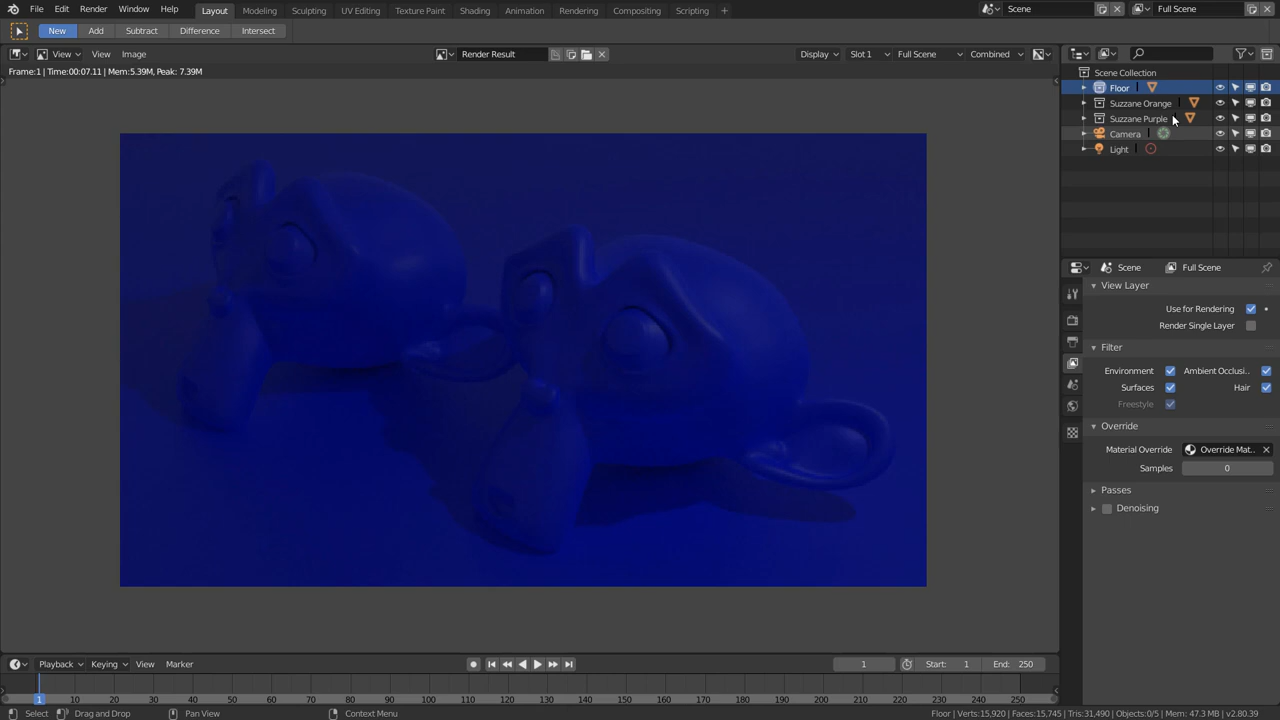 File Edit Render Window Help Layout Modeling Sculpting UV Editing Texture Paint Shading Animation Rendering Compositing Scripting + Scene Full Scene
New Add Subtract Difference Intersect
View View Image Render Result Display Slot 1 Full Scene Combined
Frame:1 | Time:00:07.11 | Mem:5.39M, Peak: 7.39M
Scene Collection
Floor
Suzzane Orange
Suzzane Purple
Camera
Light
Scene Full Scene
View Layer
Use for Rendering
Render Single Layer
Filter
Environment Ambient Occlusi..
Surfaces Hair
Freestyle
Override
Material Override Override Mat..
Samples 0
Passes
Denoising
Playback Keying View Marker 1 Start: 1 End: 250
1 10 20 30 40 50 60 70 80 90 100 110 120 130 140 150 160 170 180 190 200 210 220 230 240 250
Select Drag and Drop Pan View Context Menu Floor | Verts:15,920 | Faces:15,745 | Tris:31,490 | Objects:0/5 | Mem: 47.3 MB | v2.80.39